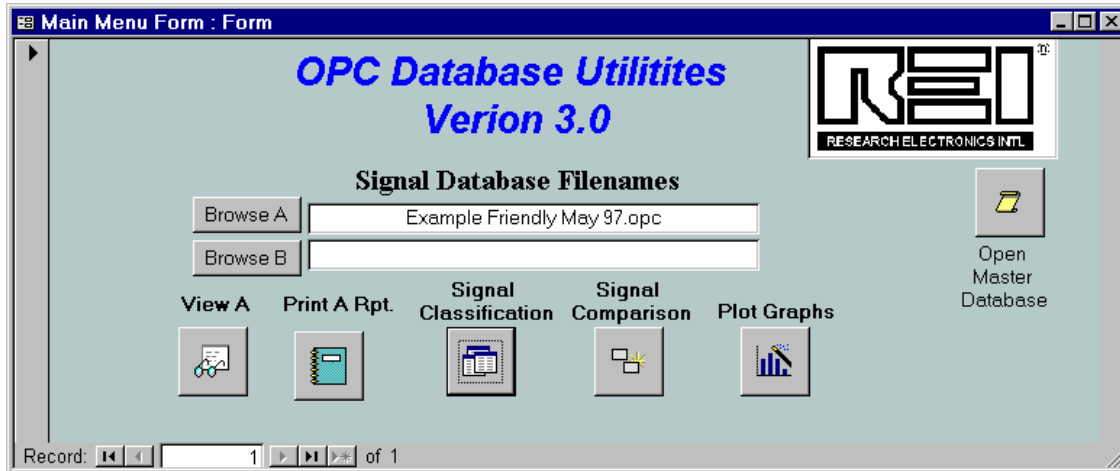 Main Menu Form : Form
OPC Database Utilitites
Verion 3.0
REI
RESEARCH ELECTRONICS INTL
Signal Database Filenames
Browse A
Example Friendly May 97.opc
Browse B
Open
Master
Database
View A
Print A Rpt.
Signal
Classification
Signal
Comparison
Plot Graphs
Record: 1 of 1